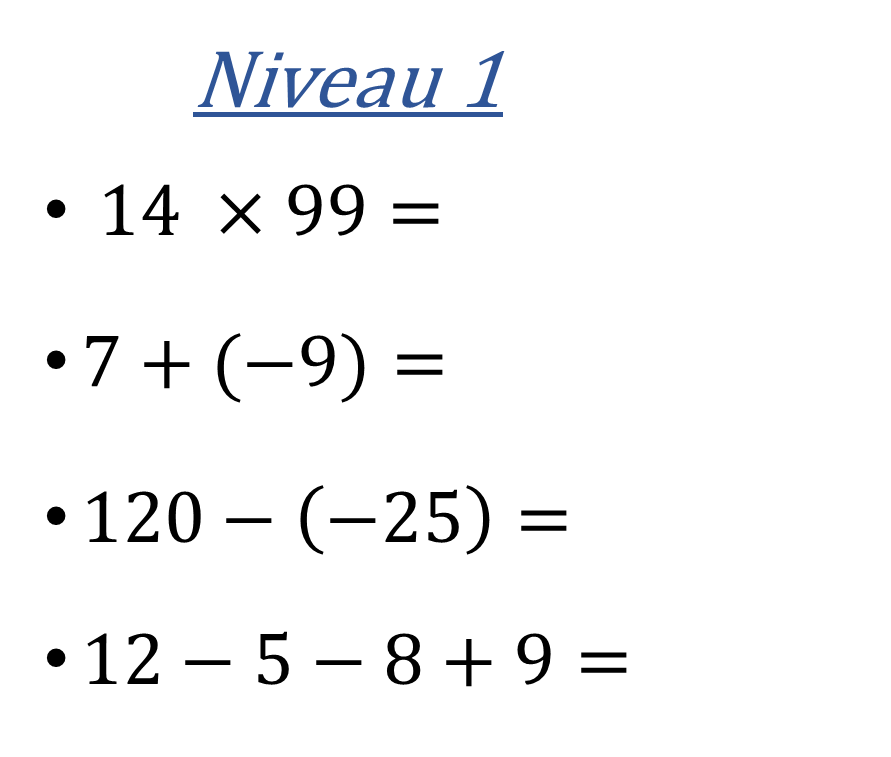 Niveau 1
• 14 × 99 =
• 7 + (−9) =
• 120 − (−25) =
• 12 − 5 − 8 + 9 =